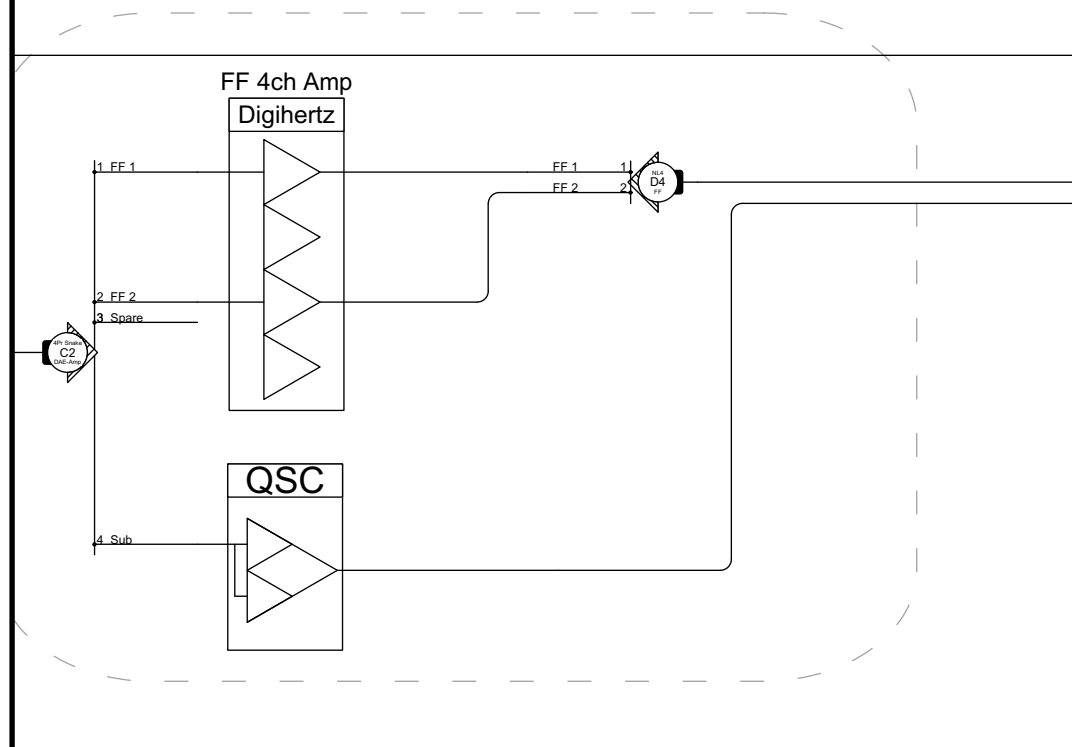 FF 4ch Amp
Digihertz
1 FF 1
FF 1 1
NL4
D4
FF
FF 2 2
2 FF 2
3 Spare
4Pr Snake
C2
DAE-Amp
QSC
4 Sub